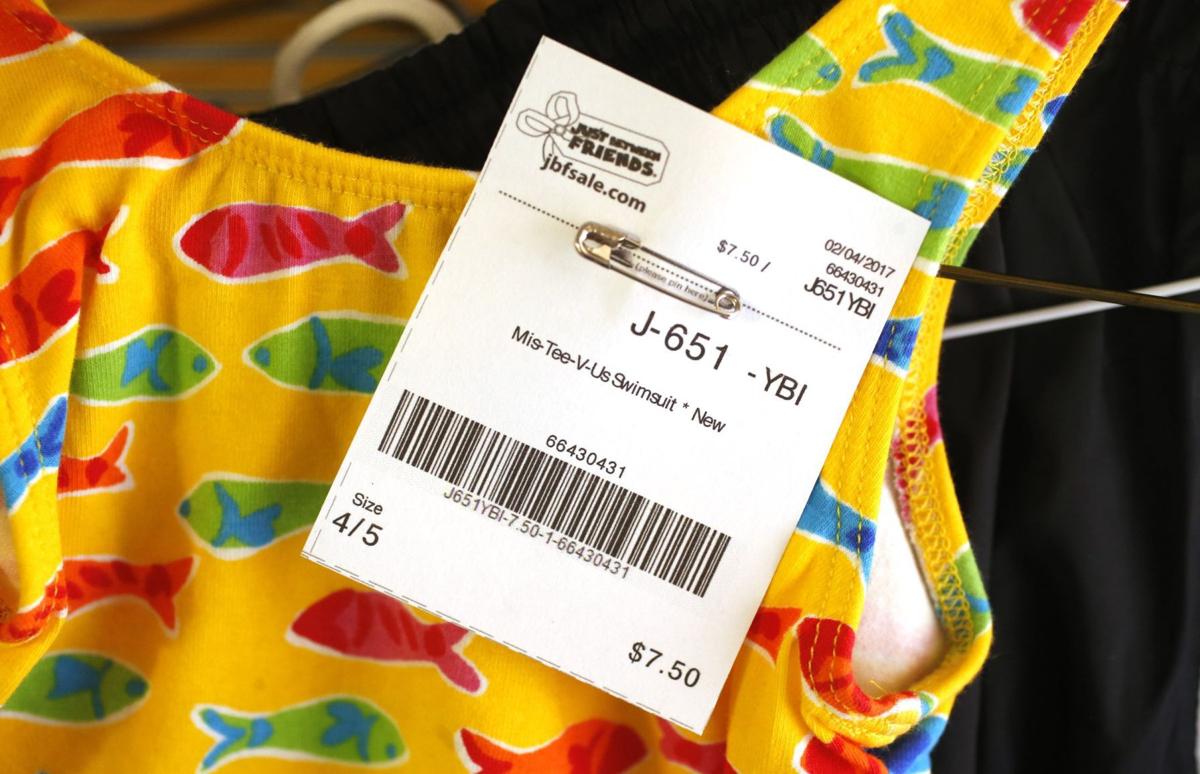 JUST BETWEEN
FRIENDS.
jbfsale.com
$7.50 /
02/04/2017
66430431
J651YBI
(please pin here)
J-651 -YBI
Mis-Tee-V-Us Swimsuit * New
66430431
J651YBI-7.50-1-66430431
Size
4/5
$7.50